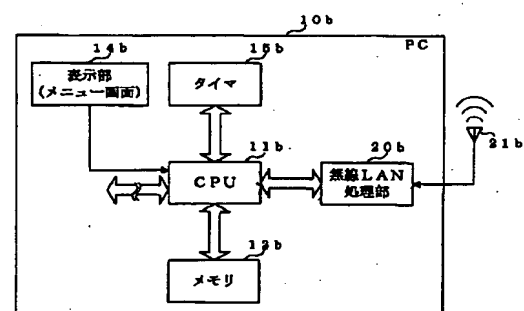 10b
PC
14b
表示部
(メニュー画面)
15b
タイマ
11b
CPU
20b
無線LAN
処理部
21b
13b
メモリ